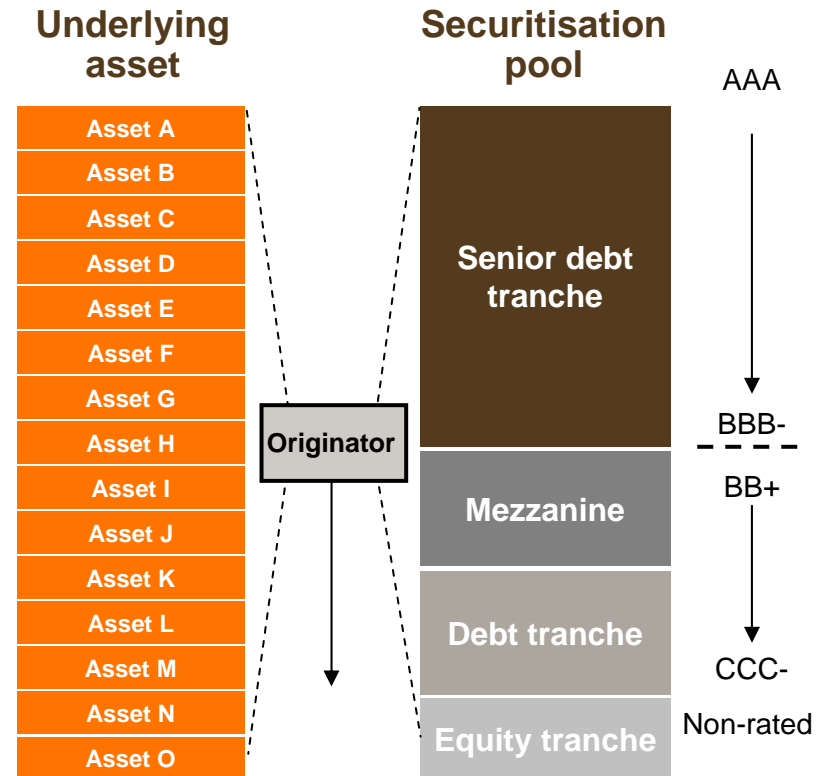 Underlying
asset
Asset A
Asset B
Asset C
Asset D
Asset E
Asset F
Asset G
Asset H
Asset I
Asset J
Asset K
Asset L
Asset M
Asset N
Asset O
Originator
Securitisation
pool
Senior debt
tranche
Mezzanine
Debt tranche
Equity tranche
AAA
BBB-
BB+
CCC-
Non-rated